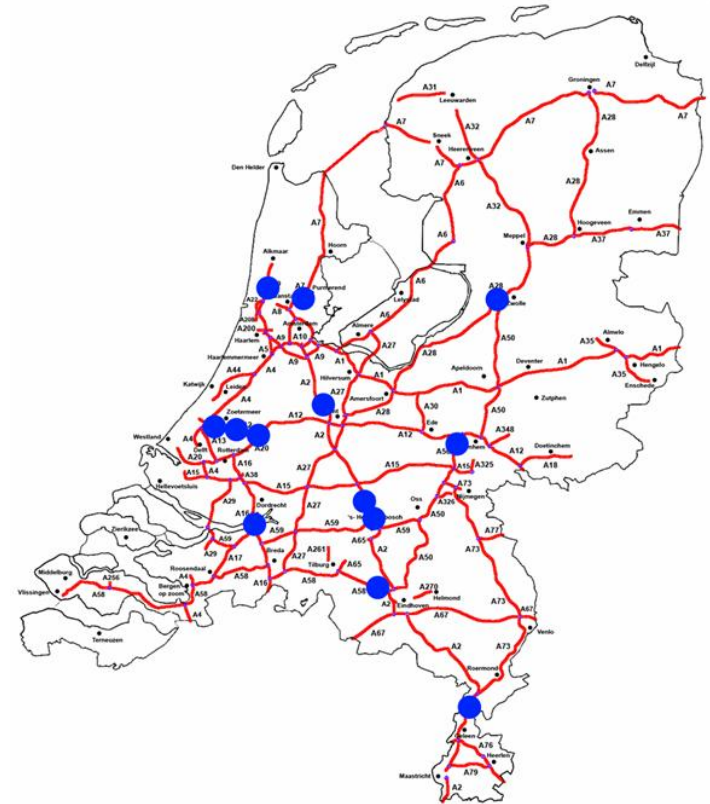 Delfzijl
Groningen
A7
A31
Leeuwarden
A28
A7
A32
A7
Sneek
Heerenveen
A7
Assen
A6
Den Helder
A28
A32
A7
Emmen
Hoogeveen
A6
A28
A37
A37
Meppel
Hoorn
Alkmaar
A6
A28
A7
Purmerend
Lelystad
A22
A8
A6
A200
Almere
A50
Almelo
Haarlem
A9
A10
A27
A35
A1
A5
A28
Haarlemmermeer
A9
A9
A1
Deventer
A1
Hengelo
A4
Apeldoorn
A35
A44
Hilversum
A1
Enschede
Katwijk
Leiden
A2
A27
Amersfoort
A1
A50
Zutphen
A4
A28
A30
Zoetermeer
A12
Ede
A12
A348
Westland
A4
A13
A20
A2
Doetinchem
Delft
A12
A20
Rotterdam
A18
A15
A4
A16
A15
A15
A325
Hellevoetsluis
A38
A27
A73
A15
Nijmegen
A29
Dordrecht
A27
Oss
A326
A16
A50
Zierikzee
A59
A59
A59
A65
A2
A73
A77
A59
Breda
A261
A29
A17
A27
Tilburg
A65
A50
Middelburg
Roosendaal
A58
A58
A256
A4
A16
A58
A270
Vlissingen
A58
Bergen
op zoom
A58
A2
Helmond
A73
Eindhoven
A4
A67
A67
A67
Venlo
Terneuzen
A2
A73
Roermond
Geleen
A76
Heerlen
Maastricht
A79
A2